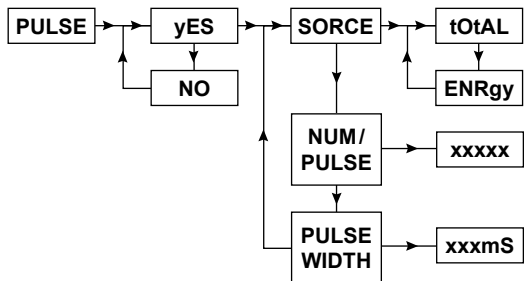 PULSE
yES
SORCE
tOtAL
NO
ENRgy
NUM/
PULSE
xxxxx
PULSE
WIDTH
xxxmS